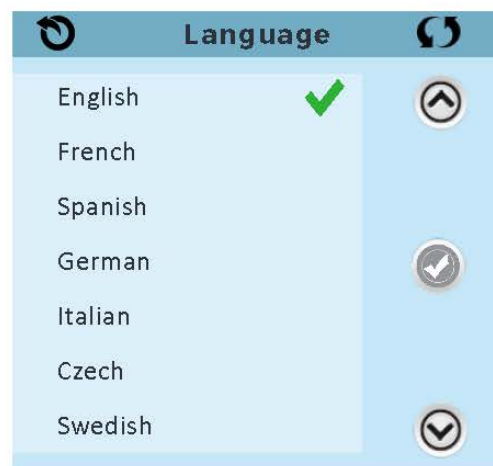 Language
English
French
Spanish
German
Italian
Czech
Swedish